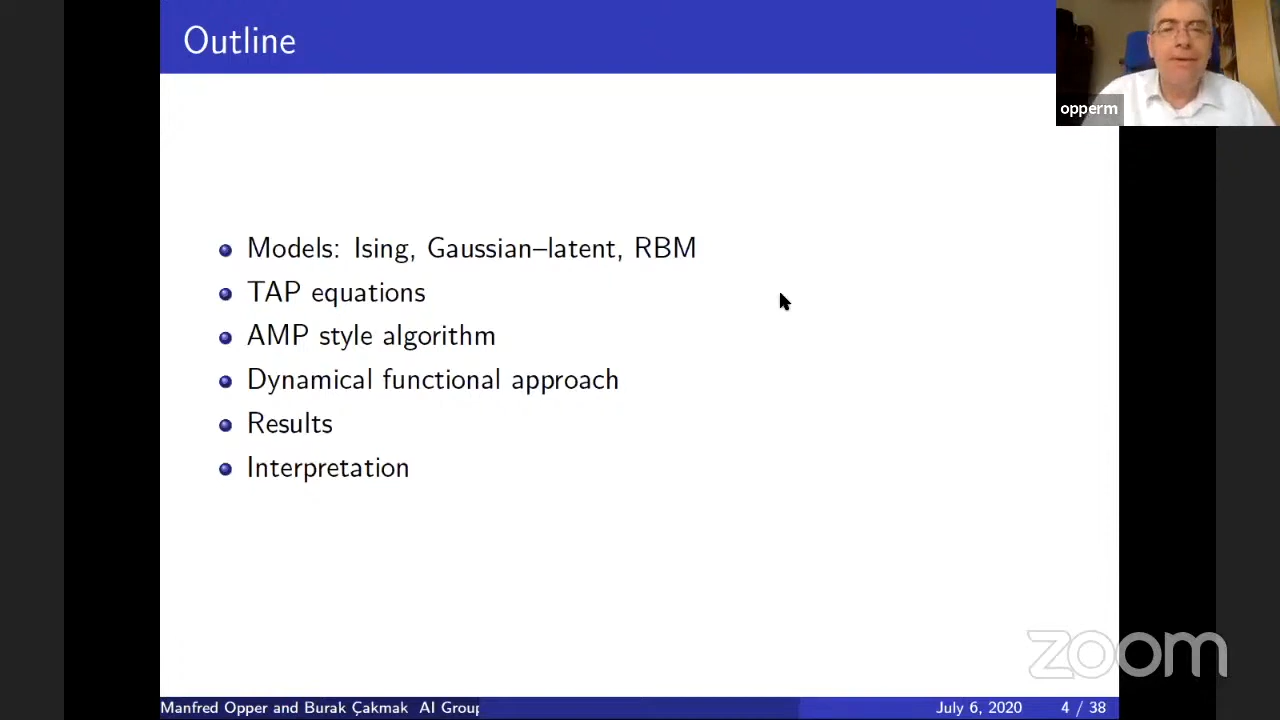 Outline
opperm
Models: Ising, Gaussian–latent, RBM
TAP equations
AMP style algorithm
Dynamical functional approach
Results
Interpretation
zoom
Manfred Opper and Burak Çakmak AI Group July 6, 2020 4 / 38